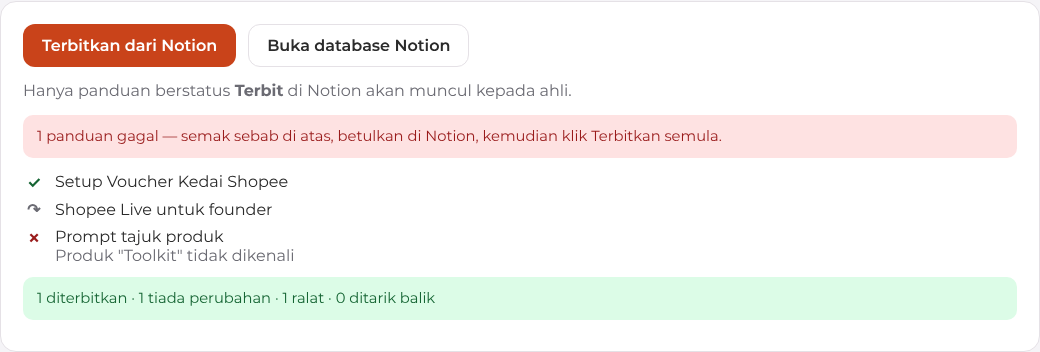 Terbitkan dari Notion
Buka database Notion
Hanya panduan berstatus Terbit di Notion akan muncul kepada ahli.
1 panduan gagal — semak sebab di atas, betulkan di Notion, kemudian klik Terbitkan semula.
Setup Voucher Kedai Shopee
Shopee Live untuk founder
Prompt tajuk produk
Produk "Toolkit" tidak dikenali
1 diterbitkan · 1 tiada perubahan · 1 ralat · 0 ditarik balik